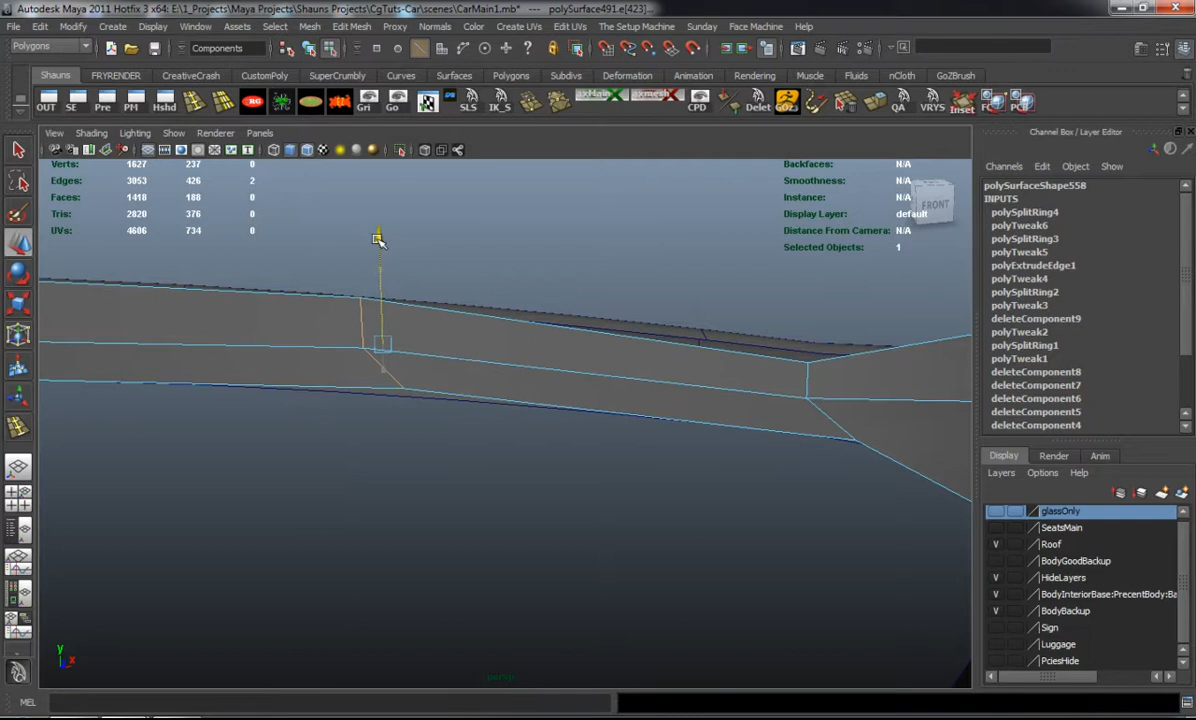 Autodesk Maya 2011 Hotfix 3 x64: E:\1_Projects\Maya Projects\Shauns Projects\CgTuts-Car\scenes\CarMain1.mb* --- polySurface491.e[423]...
File Edit Modify Create Display Window Assets Select Mesh Edit Mesh Proxy Normals Color Create UVs Edit UVs The Setup Machine Sunday Face Machine Help
Polygons Components
Shauns FRYRENDER CreativeCrash CustomPoly SuperCrumbly Curves Surfaces Polygons Subdivs Deformation Animation Rendering Muscle Fluids nCloth GoZBrush
OUT SE Pre PM Hshd RG Gri Go SLS IK_S axMain axmesh CPD Delet GOz3 QA VRYS Inset FC PCB
View Shading Lighting Show Renderer Panels
Channel Box / Layer Editor
Verts: 1627 237 0
Edges: 3053 426 2
Faces: 1418 188 0
Tris: 2820 376 0
UVs: 4606 734 0
Backfaces: N/A
Smoothness: N/A
Instance: N/A
Display Layer: default
Distance From Camera: N/A
Selected Objects: 1
FRONT
Channels Edit Object Show
polySurfaceShape558
INPUTS
polySplitRing4
polyTweak6
polySplitRing3
polyTweak5
polyExtrudeEdge1
polyTweak4
polySplitRing2
polyTweak3
deleteComponent9
polyTweak2
polySplitRing1
polyTweak1
deleteComponent8
deleteComponent7
deleteComponent6
deleteComponent5
deleteComponent4
Display Render Anim
Layers Options Help
glassOnly
SeatsMain
V Roof
BodyGoodBackup
V HideLayers
V BodyInteriorBase:PrecentBody:Ba
V BodyBackup
Sign
Luggage
PciesHide
y
x
persp
MEL